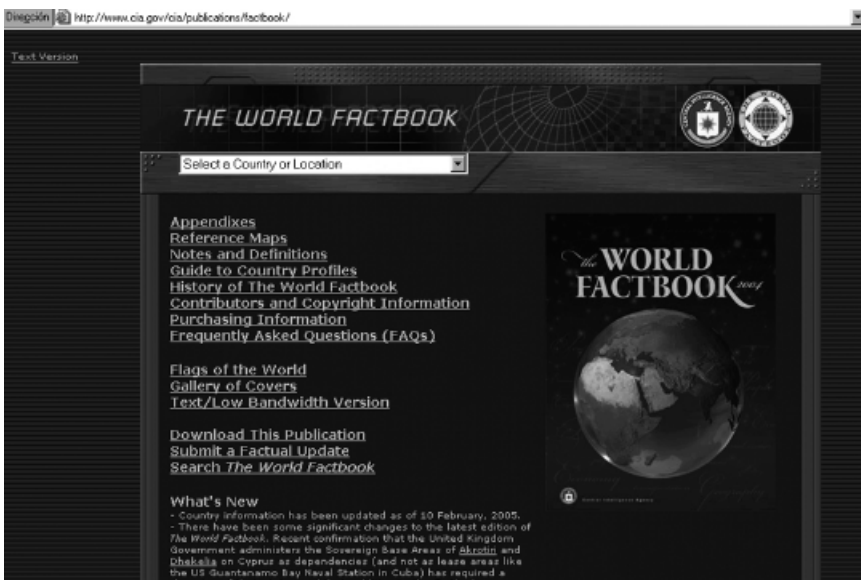 Dirección http://www.cia.gov/cia/publications/factbook/
Text Version
THE WORLD FACTBOOK
Select a Country or Location
Appendixes
Reference Maps
Notes and Definitions
Guide to Country Profiles
History of The World Factbook
Contributors and Copyright Information
Purchasing Information
Frequently Asked Questions (FAQs)
Flags of the World
Gallery of Covers
Text/Low Bandwidth Version
Download This Publication
Submit a Factual Update
Search The World Factbook
the WORLD
FACTBOOK 2004
What's New
- Country information has been updated as of 10 February, 2005.
- There have been some significant changes to the latest edition of
The World Factbook. Recent confirmation that the United Kingdom
Government administers the Sovereign Base Areas of Akrotiri and
Dhekelia on Cyprus as dependencies (and not as lease areas like
the US Guantanamo Bay Naval Station in Cuba) has required a